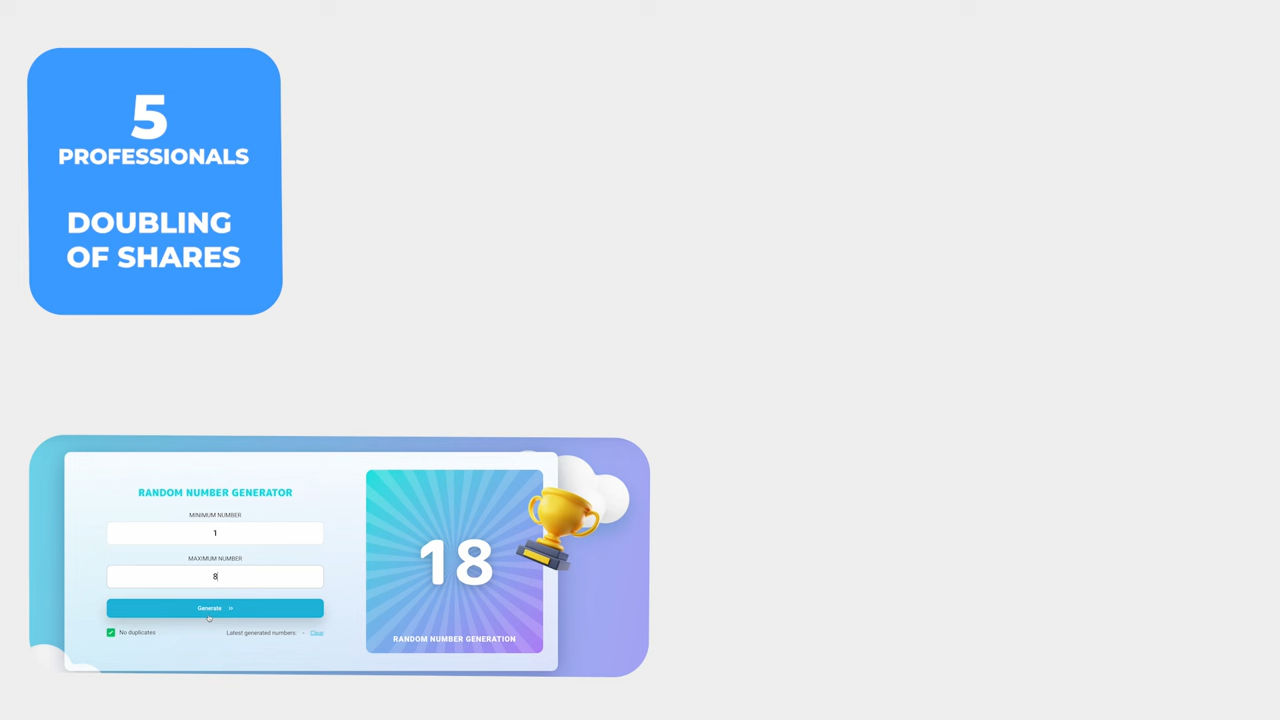 5
PROFESSIONALS
DOUBLING
OF SHARES
RANDOM NUMBER GENERATOR
MINIMUM NUMBER
1
MAXIMUM NUMBER
8
Generate »
No duplicates
Latest generated numbers: - Clear
18
RANDOM NUMBER GENERATION